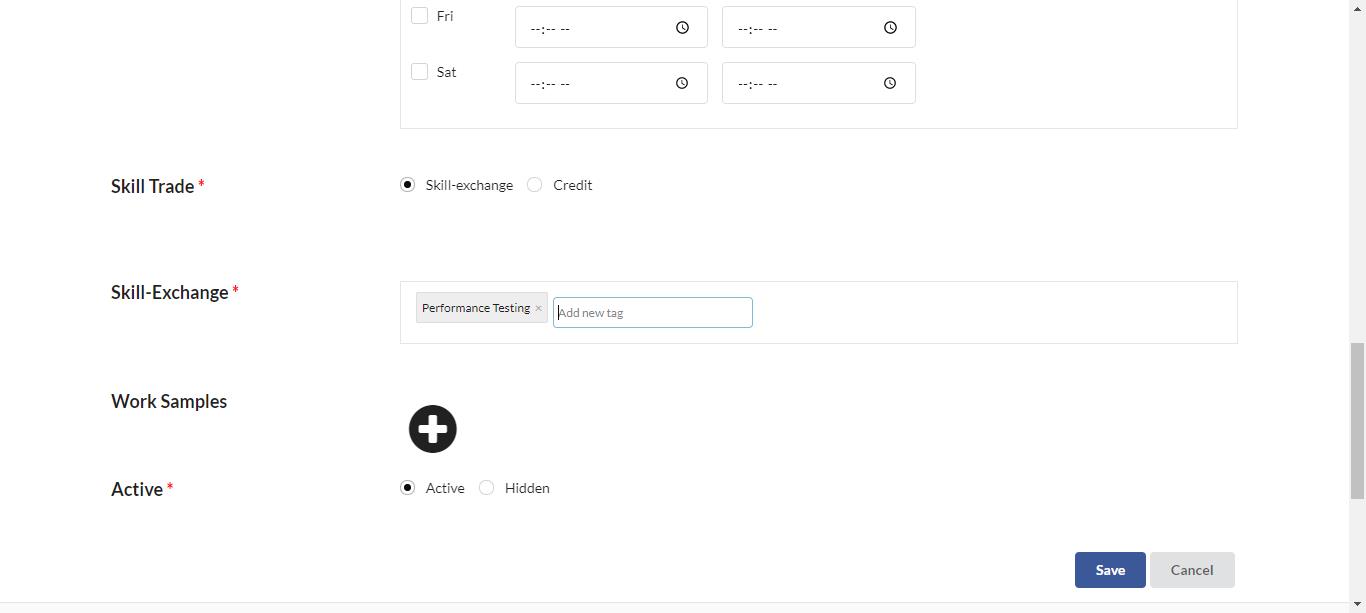 Fri --:-- -- --:-- --
Sat --:-- -- --:-- --
Skill Trade * Skill-exchange Credit
Skill-Exchange * Performance Testing × Add new tag
Work Samples
Active * Active Hidden
Save Cancel